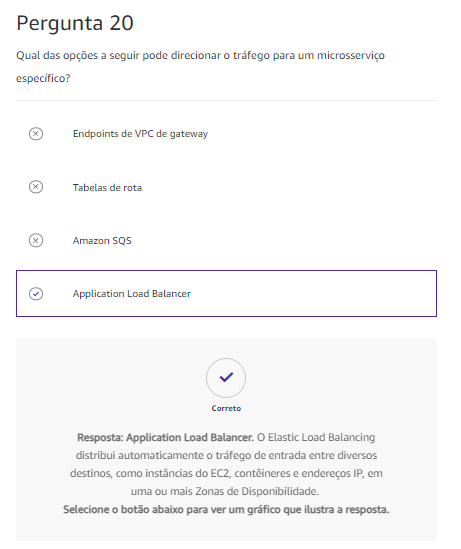 Pergunta 20
Qual das opções a seguir pode direcionar o tráfego para um microsserviço
específico?
Endpoints de VPC de gateway
Tabelas de rota
Amazon SQS
Application Load Balancer
Correto
Resposta: Application Load Balancer. O Elastic Load Balancing
distribui automaticamente o tráfego de entrada entre diversos
destinos, como instâncias do EC2, contêineres e endereços IP, em
uma ou mais Zonas de Disponibilidade.
Selecione o botão abaixo para ver um gráfico que ilustra a resposta.